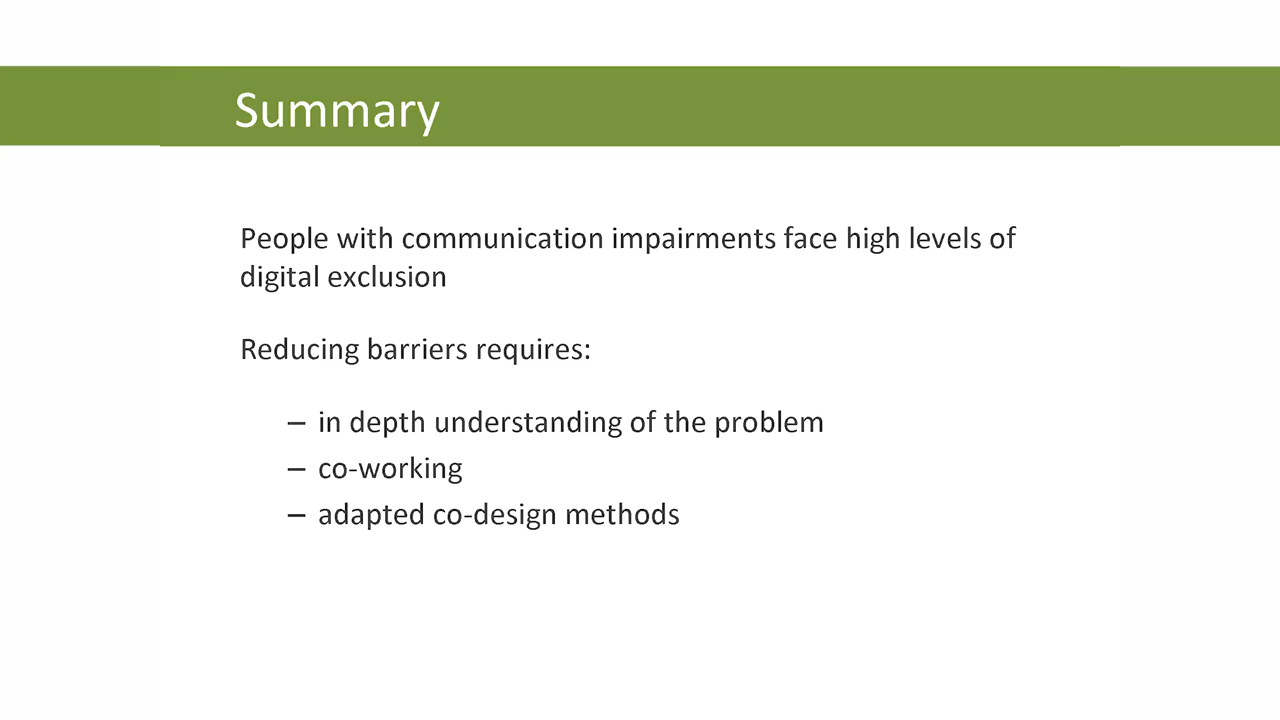 Summary
People with communication impairments face high levels of
digital exclusion
Reducing barriers requires:
– in depth understanding of the problem
– co-working
– adapted co-design methods